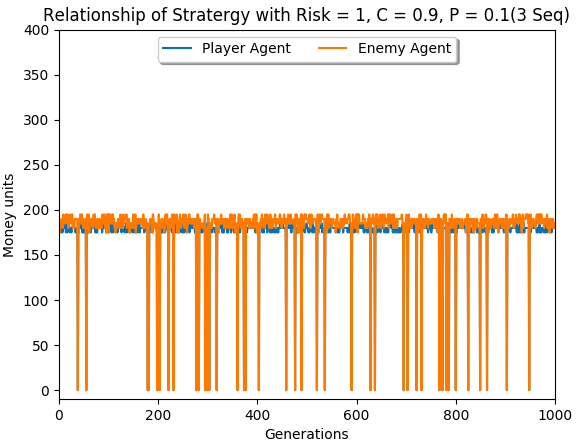 Relationship of Stratergy with Risk = 1, C = 0.9, P = 0.1(3 Seq)
Player Agent Enemy Agent
400
350
300
250
200
150
100
50
0
Money units
0 200 400 600 800 1000
Generations